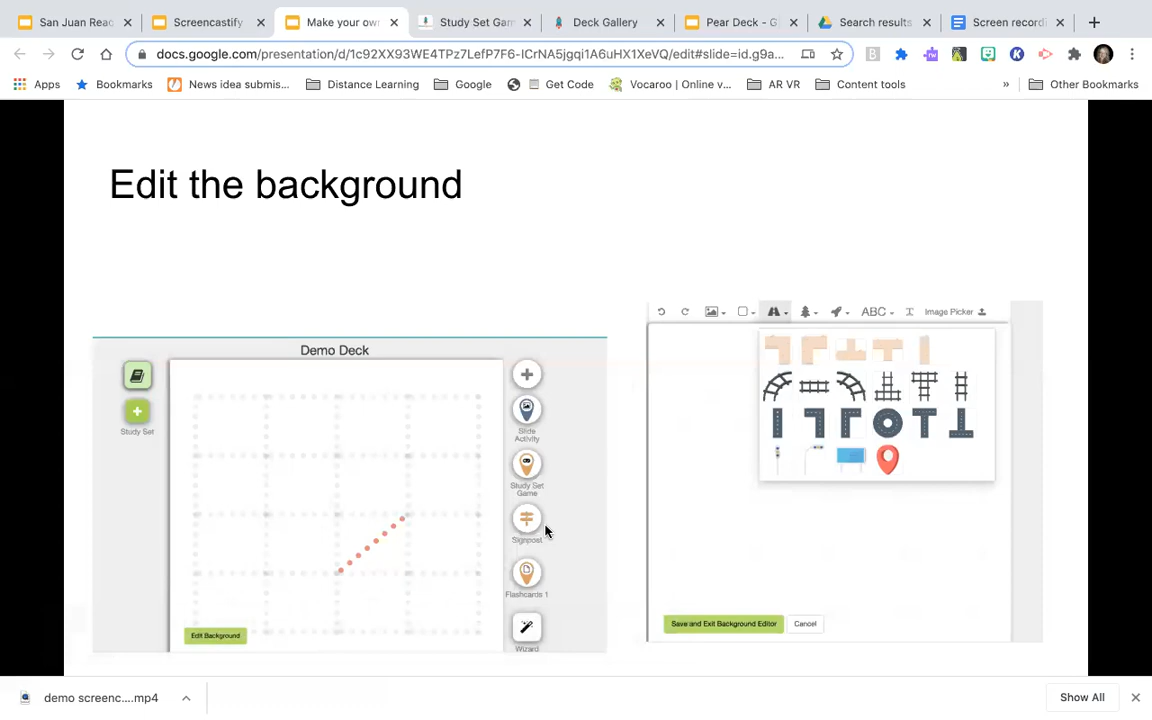 San Juan Reac
Screencastify
Make your own
Study Set Gam
Deck Gallery
Pear Deck - G
Search results
Screen recordi
docs.google.com/presentation/d/1c92XX93WE4TPz7LefP7F6-ICrNA5jgqi1A6uHX1XeVQ/edit#slide=id.g9a...
Apps
Bookmarks
News idea submis...
Distance Learning
Google
Get Code
Vocaroo | Online v...
AR VR
Content tools
»
Other Bookmarks
Edit the background
Demo Deck
Study Set
Slide
Activity
Study Set
Game
Signpost
Flashcards 1
Wizard
Edit Background
ABC
Image Picker
Save and Exit Background Editor
Cancel
demo screenc....mp4
Show All